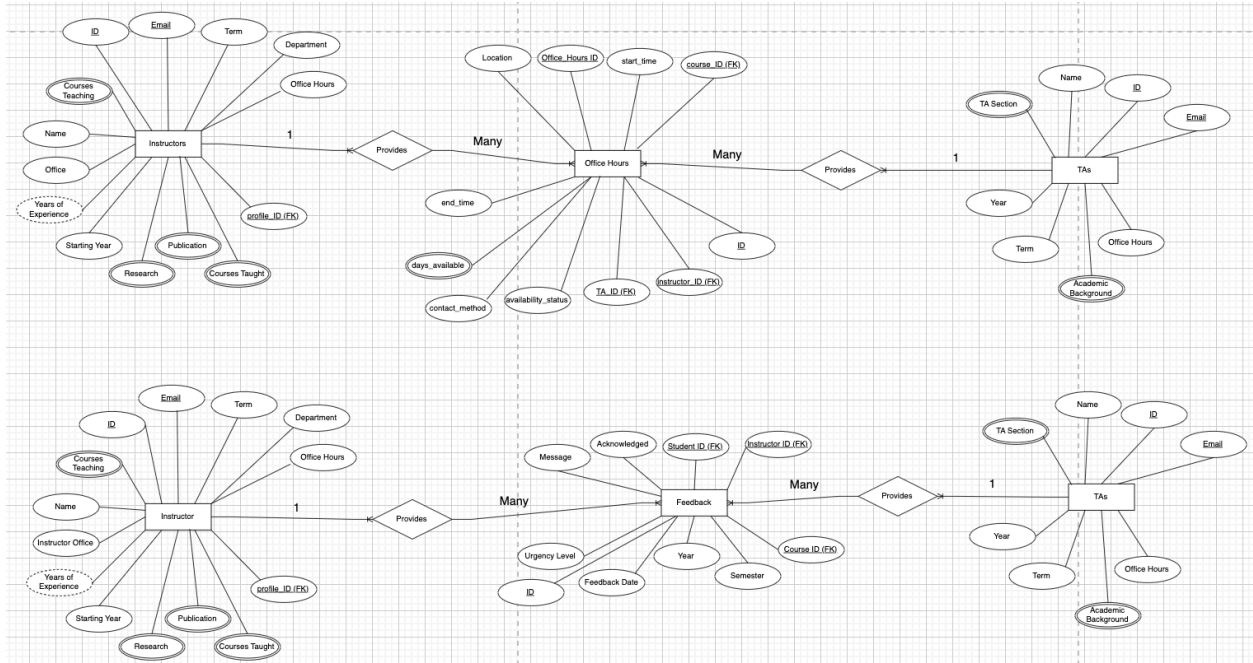 ID
Email
Term
Department
Office Hours
Courses
Teaching
Name
Office
Years of
Experience
Starting Year
Research
Publication
Courses Taught
profile_ID (FK)
Instructors
1
Provides
Many
Location
Office_Hours ID
start_time
course_ID (FK)
Office Hours
end_time
days_available
contact_method
availability_status
TA_ID (FK)
instructor_ID (FK)
ID
Many
Provides
1
TA Section
Name
ID
Email
TAs
Year
Term
Academic
Background
Office Hours
ID
Email
Term
Department
Office Hours
Courses
Teaching
Name
Instructor Office
Years of
Experience
Starting Year
Research
Publication
Courses Taught
profile_ID (FK)
Instructor
1
Provides
Many
Message
Acknowledged
Student ID (FK)
Instructor ID (FK)
Feedback
Urgency Level
ID
Feedback Date
Year
Semester
Course ID (FK)
Many
Provides
1
TA Section
Name
ID
Email
TAs
Year
Term
Academic
Background
Office Hours